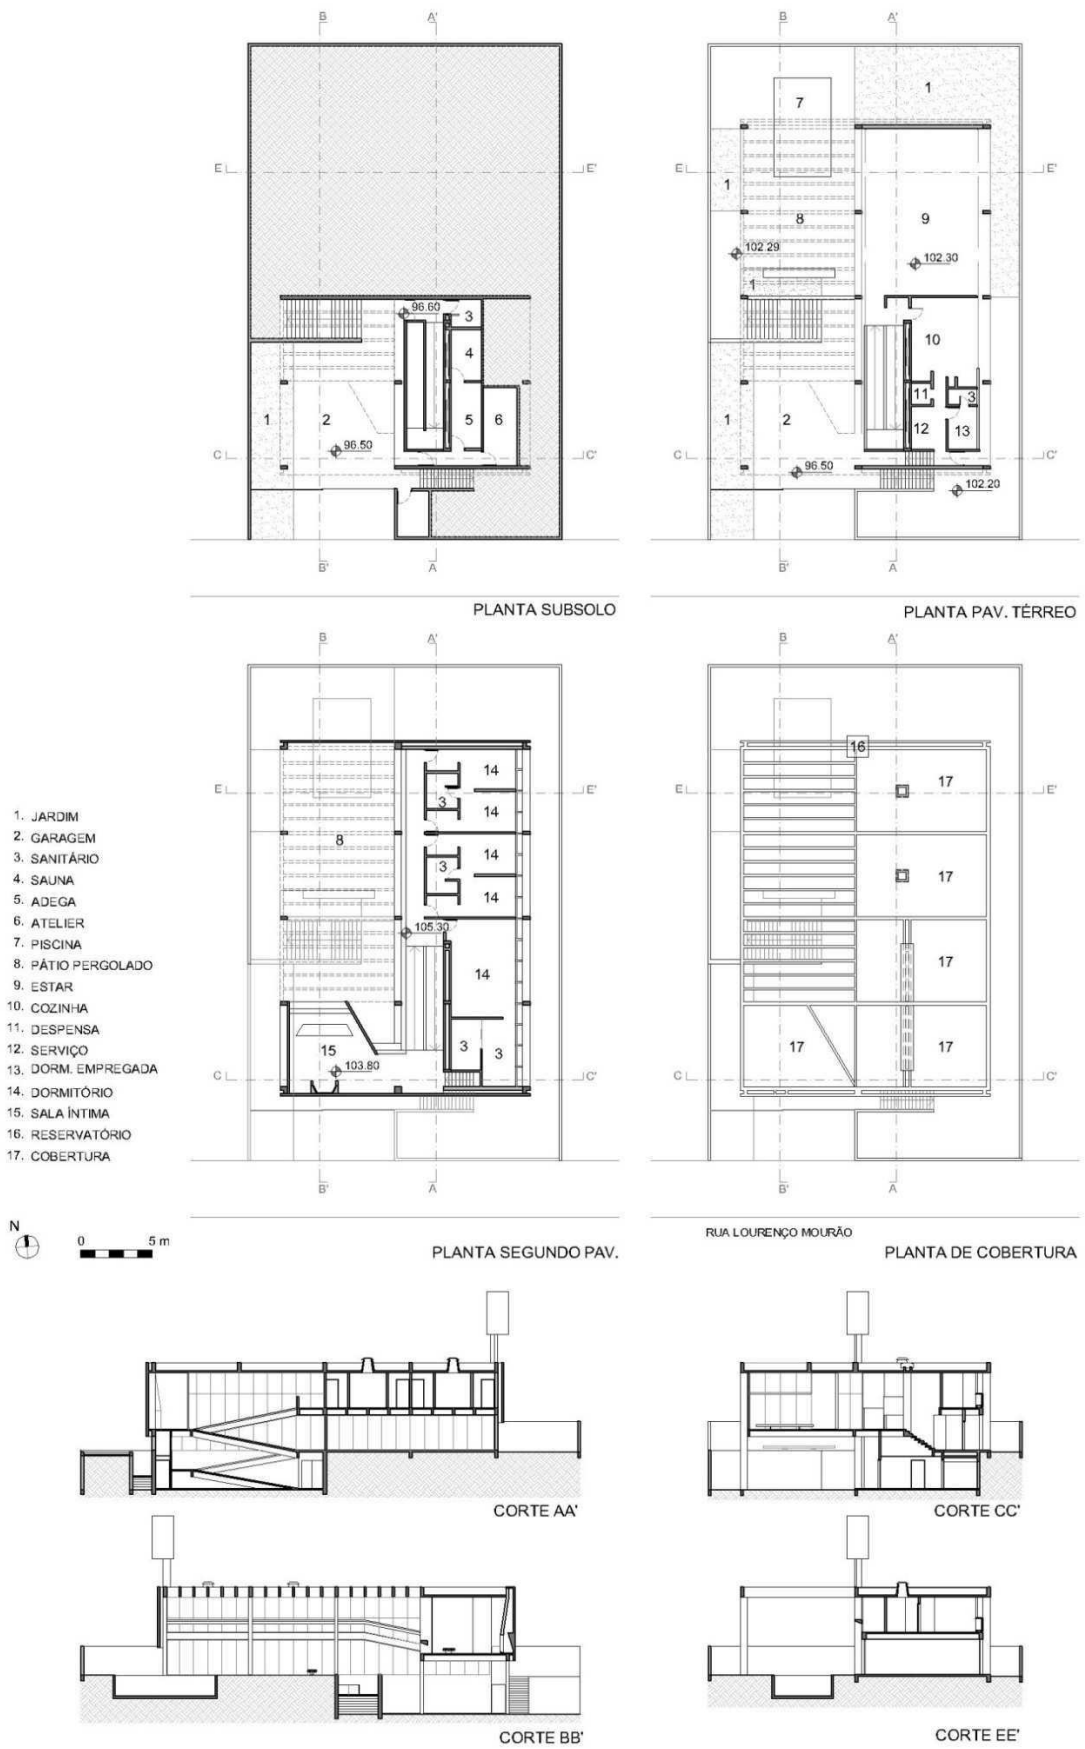 B A'
E E'
3
4
5
6
1
2
96.60
96.50
C C'
B' A
PLANTA SUBSOLO
B A'
1
7
E E'
1
8
9
102.29
102.30
1
10
11
3
12
13
1
2
C C'
96.50
102.20
B' A
PLANTA PAV. TÉRREO
B A'
14
E E'
3
14
8
14
3
14
105.30
14
15
3
3
103.80
C C'
B' A
PLANTA SEGUNDO PAV.
B A'
16
17
E E'
17
17
17
17
C C'
B' A
RUA LOURENÇO MOURÃO
PLANTA DE COBERTURA
1. JARDIM
2. GARAGEM
3. SANITÁRIO
4. SAUNA
5. ADEGA
6. ATELIER
7. PISCINA
8. PÁTIO PERGOLADO
9. ESTAR
10. COZINHA
11. DESPENSA
12. SERVIÇO
13. DORM. EMPREGADA
14. DORMITÓRIO
15. SALA ÍNTIMA
16. RESERVATÓRIO
17. COBERTURA
N
0 5 m
CORTE AA'
CORTE CC'
CORTE BB'
CORTE EE'